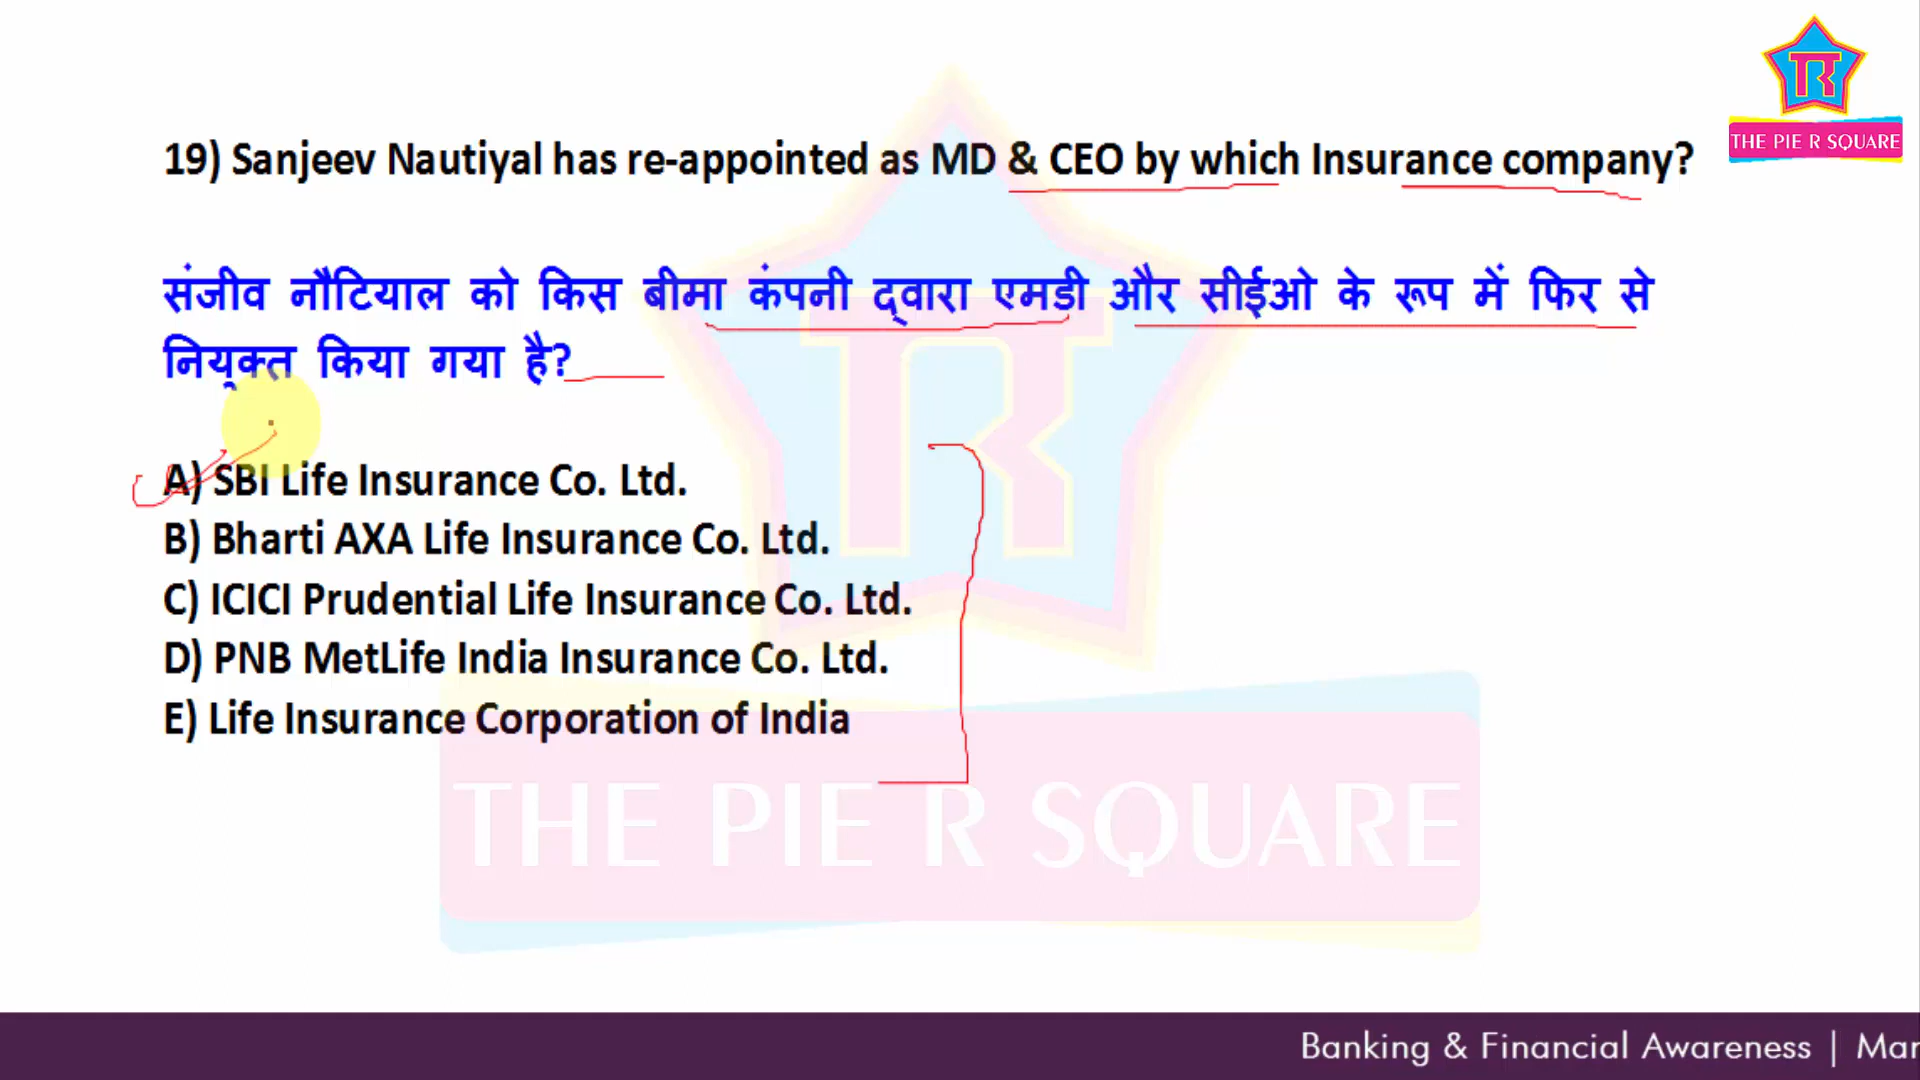 THE PIE R SQUARE
19) Sanjeev Nautiyal has re-appointed as MD & CEO by which Insurance company?
संजीव नौटियाल को किस बीमा कंपनी द्वारा एमडी और सीईओ के रूप में फिर से
नियुक्त किया गया है?
A) SBI Life Insurance Co. Ltd.
B) Bharti AXA Life Insurance Co. Ltd.
C) ICICI Prudential Life Insurance Co. Ltd.
D) PNB MetLife India Insurance Co. Ltd.
E) Life Insurance Corporation of India
THE PIE R SQUARE
Banking & Financial Awareness | Mar